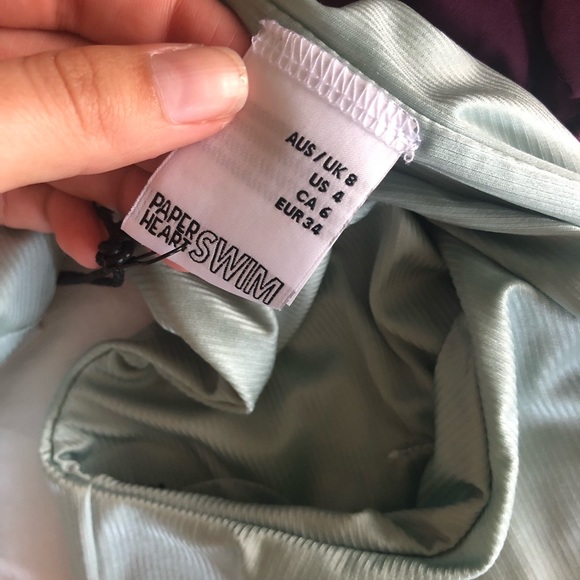 AUS / UK 8
US 4
CA 6
EUR 34
PAPER
HEART SWIM